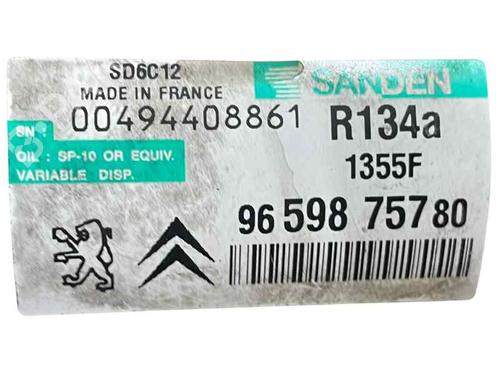 SD6C12
MADE IN FRANCE
SANDEN
SN :
00494408861
R134a
OIL : SP-10 OR EQUIV.
VARIABLE DISP.
1355F
96 598 757 80